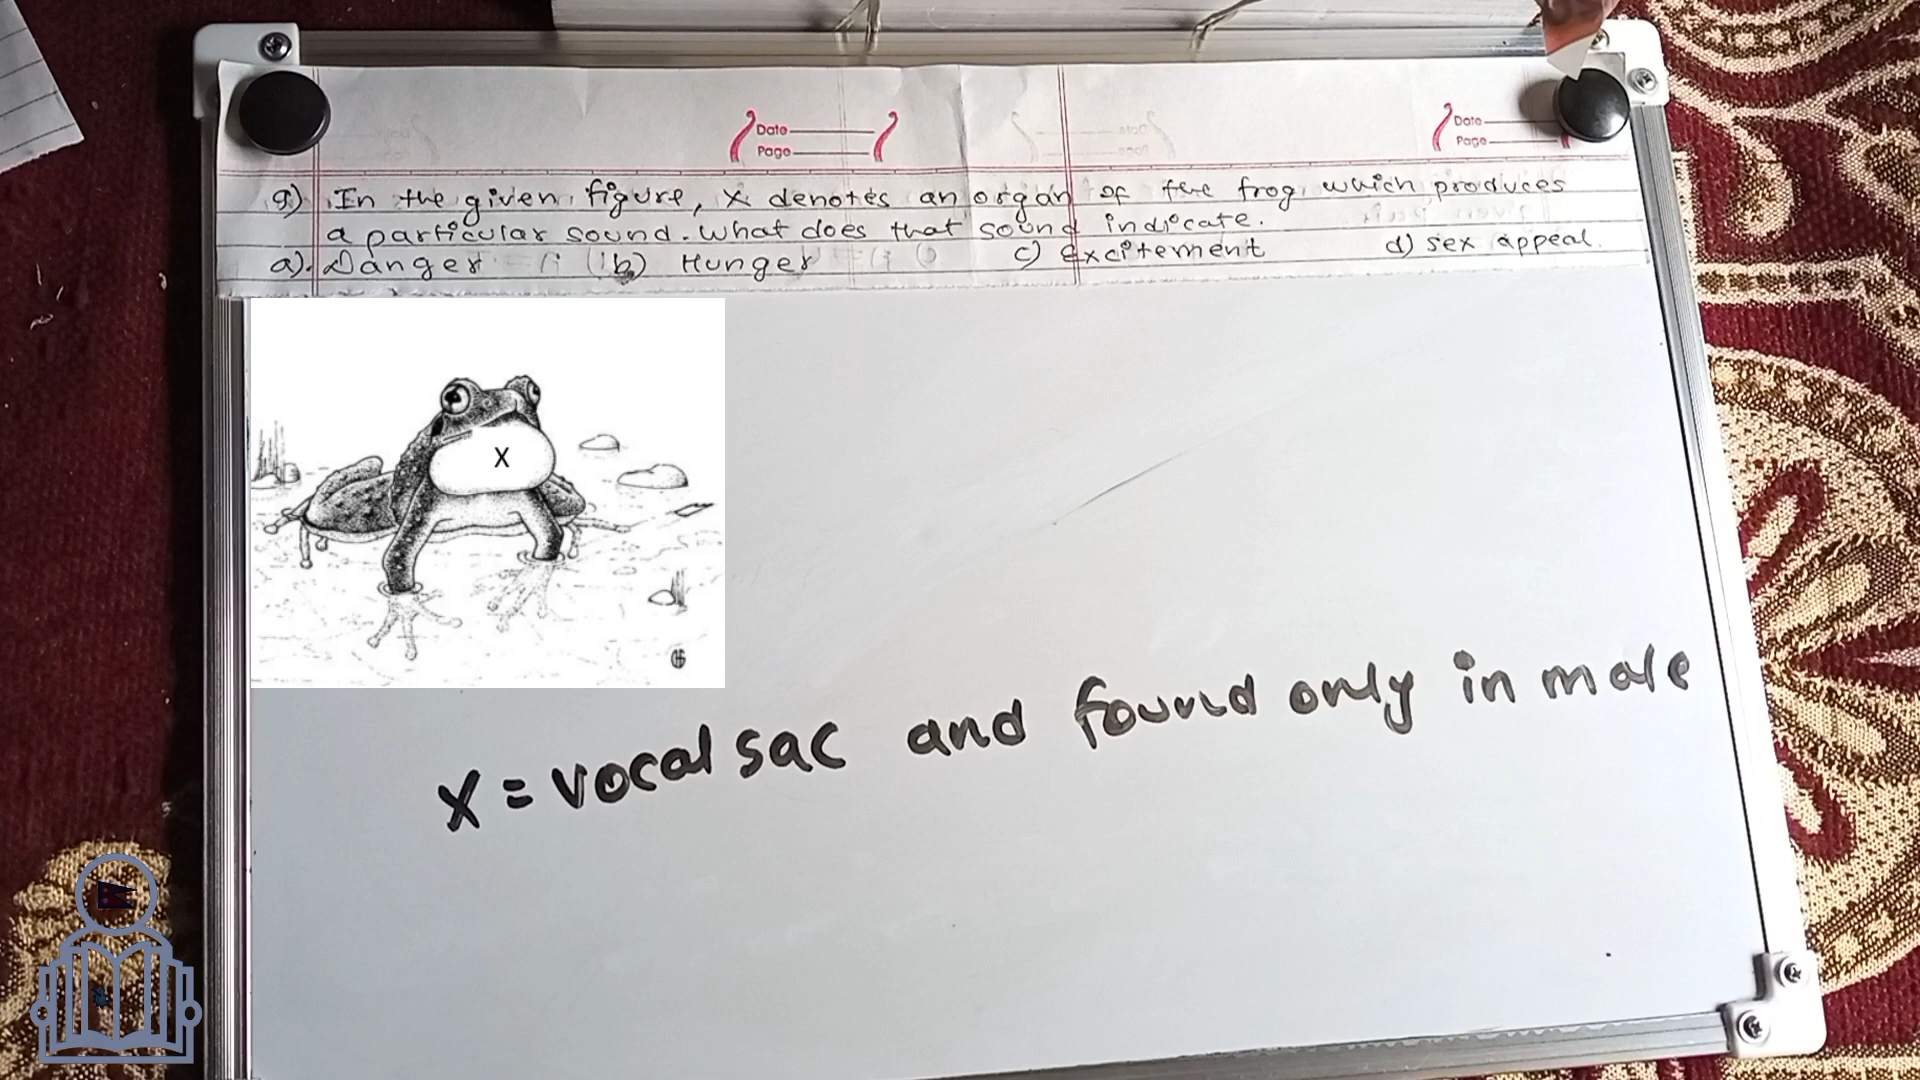 Date
Page
Date
Page
g) In the given figure, X denotes an organ of the frog which produces
a particular sound. What does that sound indicate.
a). Danger b) Hunger c) Excitement d) sex appeal.
X
X = vocal sac and found only in male